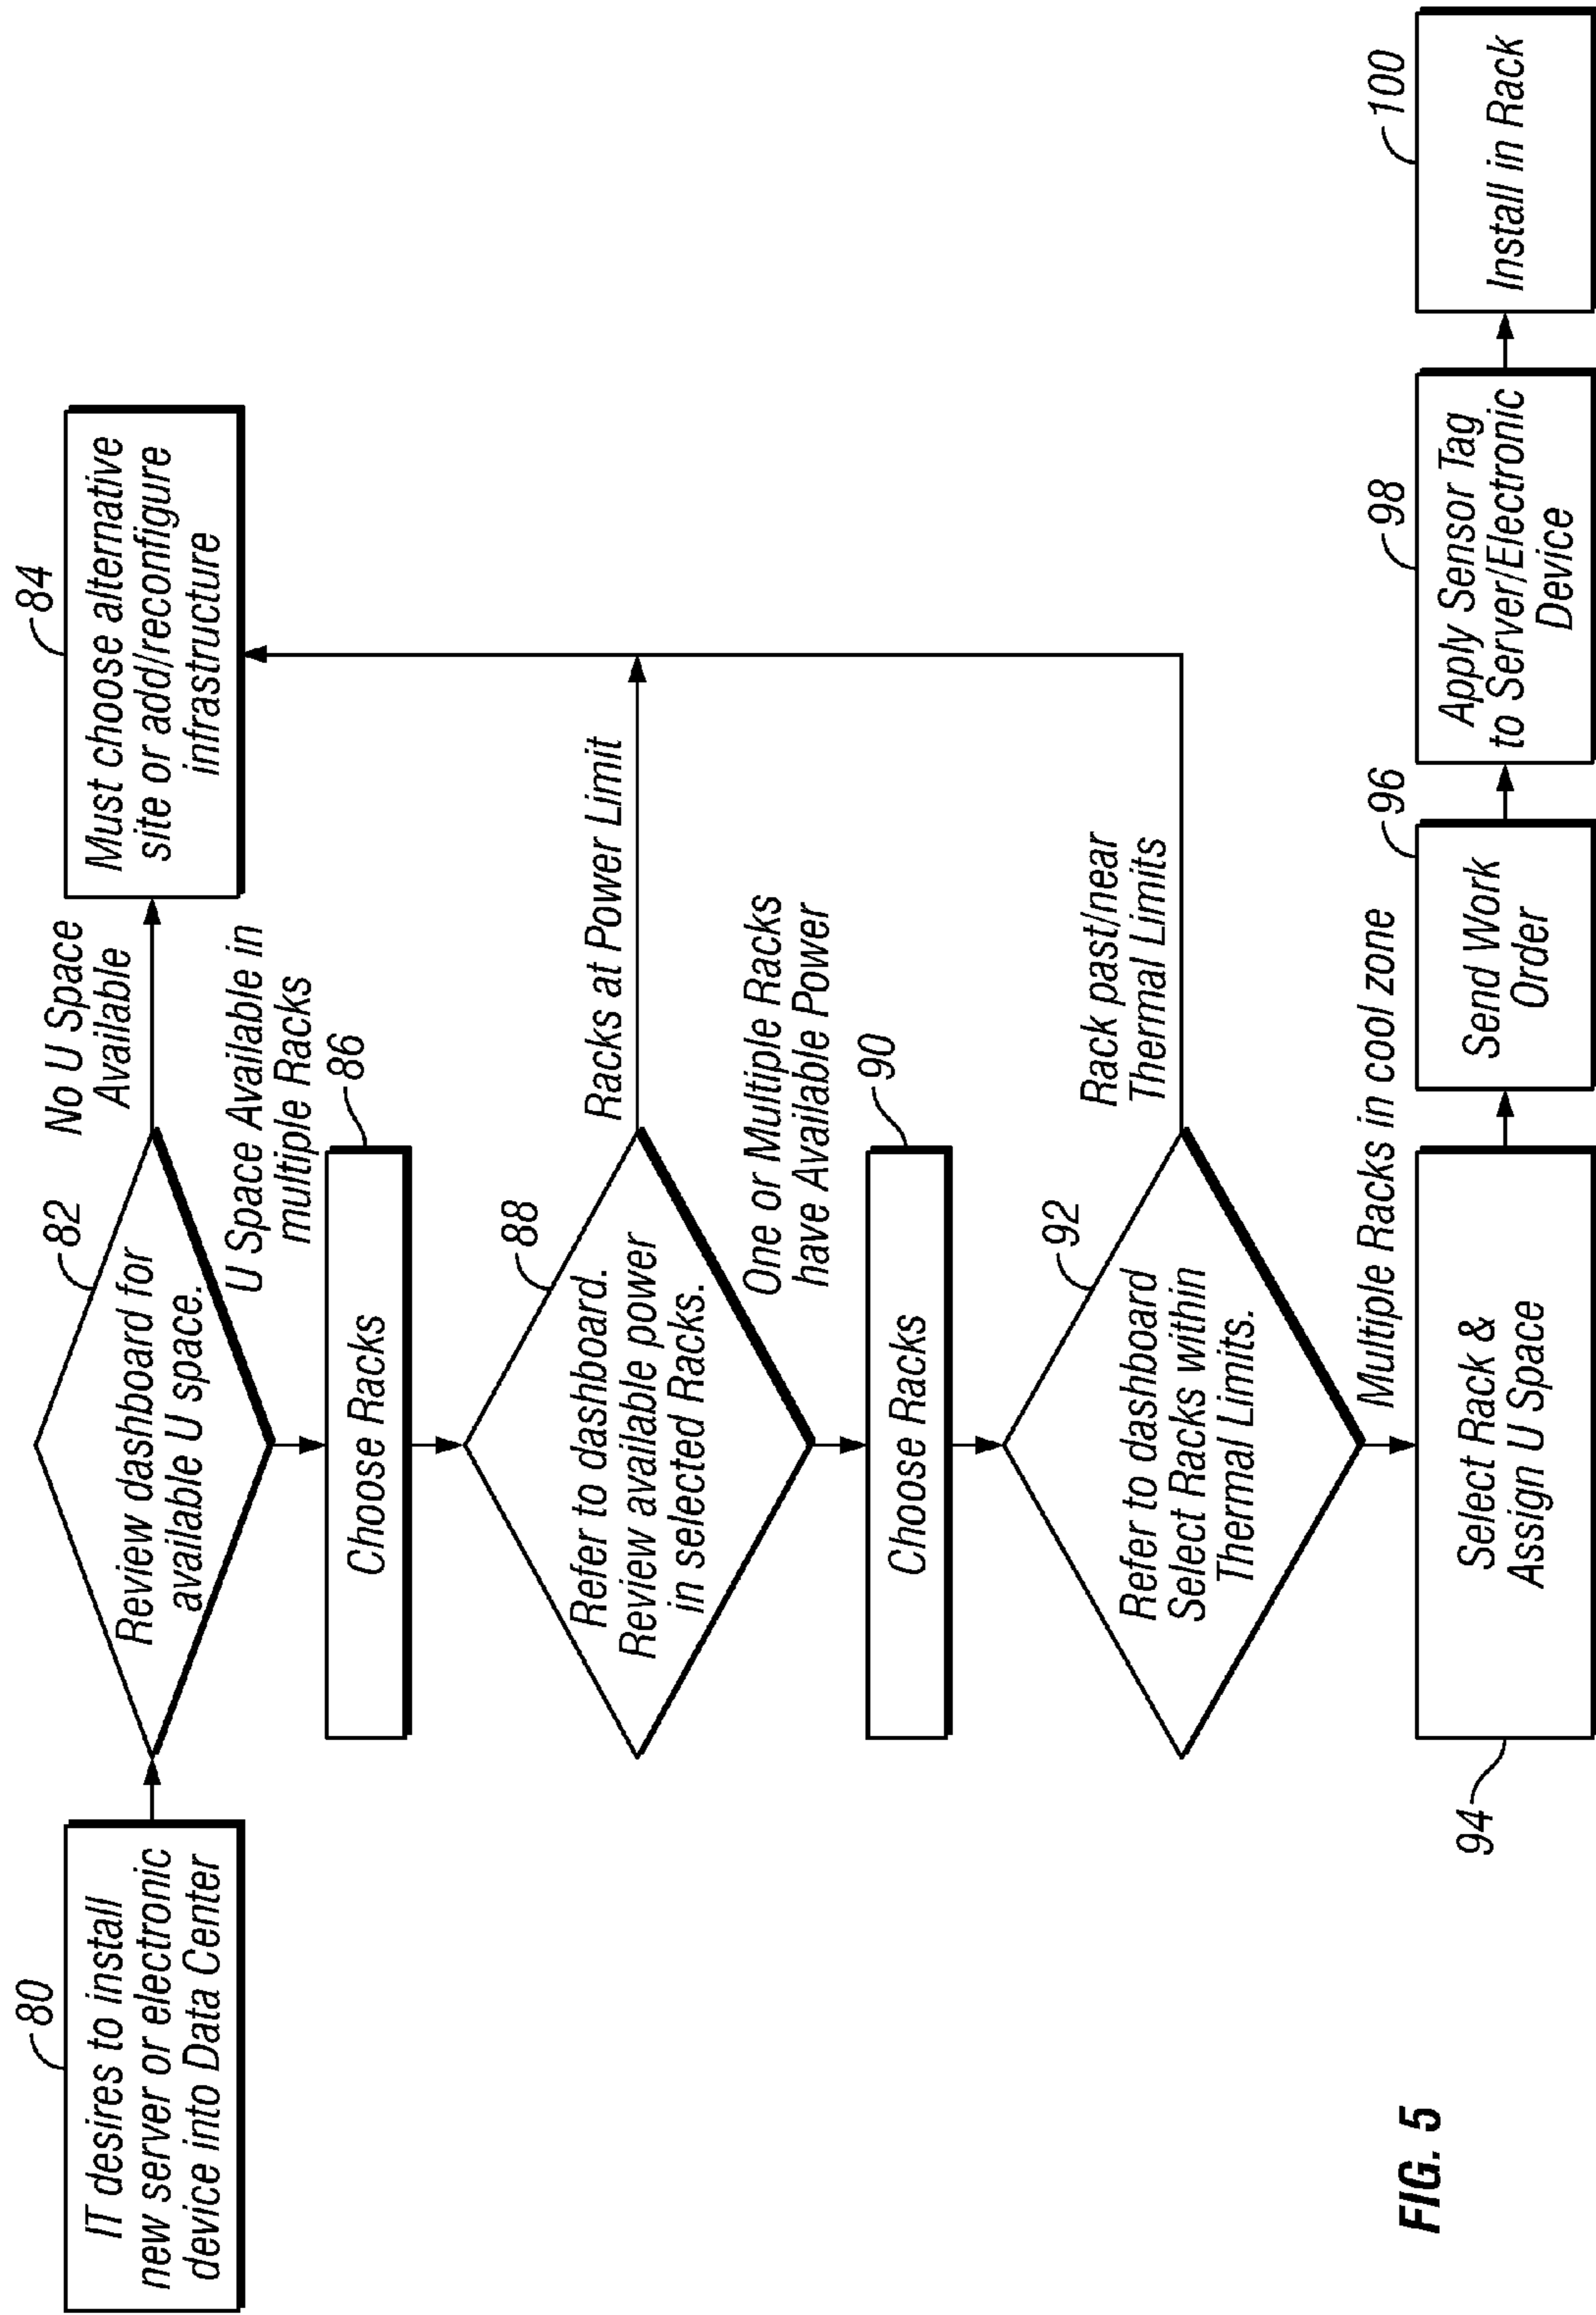 80
IT desires to install
new server or electronic
device into Data Center
82
Review dashboard for
available U space.
No U Space
Available
84
Must choose alternative
site or add/reconfigure
infrastructure
U Space Available in
multiple Racks
86
Choose Racks
88
Refer to dashboard.
Review available power
in selected Racks.
Racks at Power Limit
One or Multiple Racks
have Available Power
90
Choose Racks
92
Refer to dashboard
Select Racks within
Thermal Limits.
Rack past/near
Thermal Limits
Multiple Racks in cool zone
94
Select Rack &
Assign U Space
96
Send Work
Order
98
Apply Sensor Tag
to Server/Electronic
Device
100
Install in Rack
FIG. 5